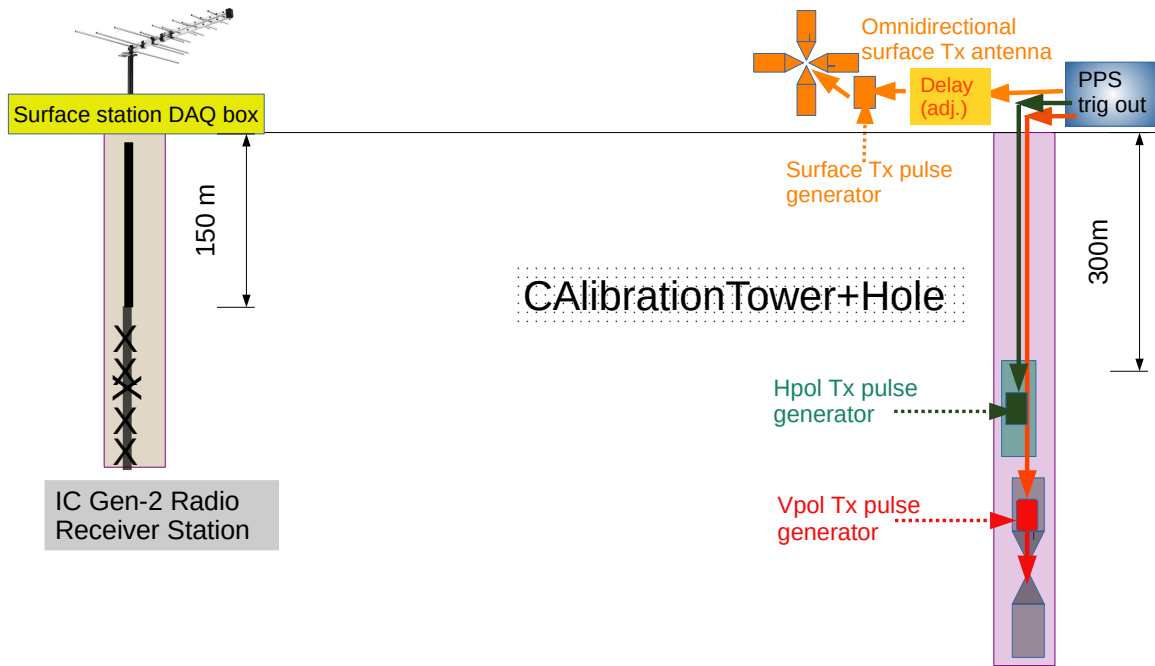 Omnidirectional
surface Tx antenna
Surface station DAQ box
Delay
(adj.)
PPS
trig out
Surface Tx pulse
generator
150 m
300m
CAlibrationTower+Hole
X
X
X
X
X
Hpol Tx pulse
generator
IC Gen-2 Radio
Receiver Station
Vpol Tx pulse
generator